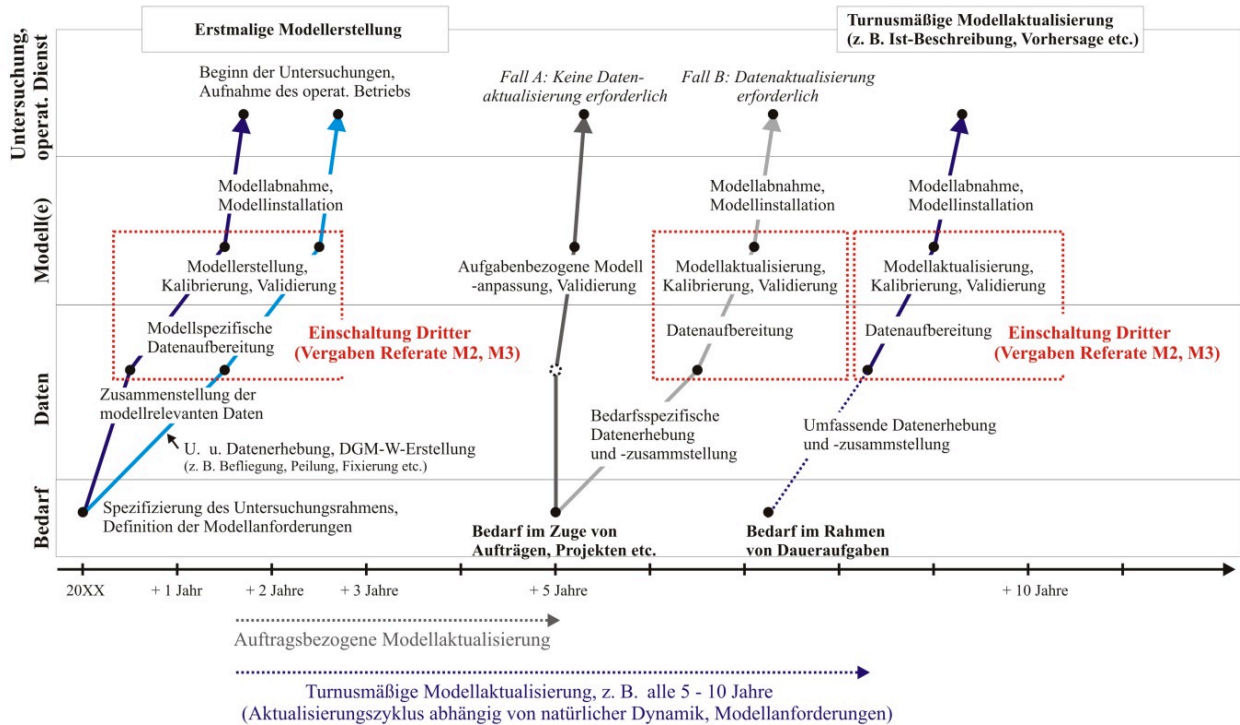 Erstmalige Modellerstellung
Turnusmäßige Modellaktualisierung
(z. B. Ist-Beschreibung, Vorhersage etc.)
Untersuchung,
operat. Dienst
Beginn der Untersuchungen,
Aufnahme des operat. Betriebs
Fall A: Keine Daten-
aktualisierung erforderlich
Fall B: Datenaktualisierung
erforderlich
Modell(e)
Modellabnahme,
Modellinstallation
Modellabnahme,
Modellinstallation
Modellabnahme,
Modellinstallation
Modellerstellung,
Kalibrierung, Validierung
Aufgabenbezogene Modell
-anpassung, Validierung
Modellaktualisierung,
Kalibrierung, Validierung
Modellaktualisierung,
Kalibrierung, Validierung
Daten
Modellspezifische
Datenaufbereitung
Einschaltung Dritter
(Vergaben Referate M2, M3)
Datenaufbereitung
Datenaufbereitung
Einschaltung Dritter
(Vergaben Referate M2, M3)
Zusammenstellung der
modellrelevanten Daten
U. u. Datenerhebung, DGM-W-Erstellung
(z. B. Befliegung, Peilung, Fixierung etc.)
Bedarfsspezifische
Datenerhebung
und -zusammstellung
Umfassende Datenerhebung
und -zusammstellung
Bedarf
Spezifizierung des Untersuchungsrahmens,
Definition der Modellanforderungen
Bedarf im Zuge von
Aufträgen, Projekten etc.
Bedarf im Rahmen
von Daueraufgaben
20XX
+ 1 Jahr
+ 2 Jahre
+ 3 Jahre
+ 5 Jahre
+ 10 Jahre
Auftragsbezogene Modellaktualisierung
Turnusmäßige Modellaktualisierung, z. B. alle 5 - 10 Jahre
(Aktualisierungszyklus abhängig von natürlicher Dynamik, Modellanforderungen)